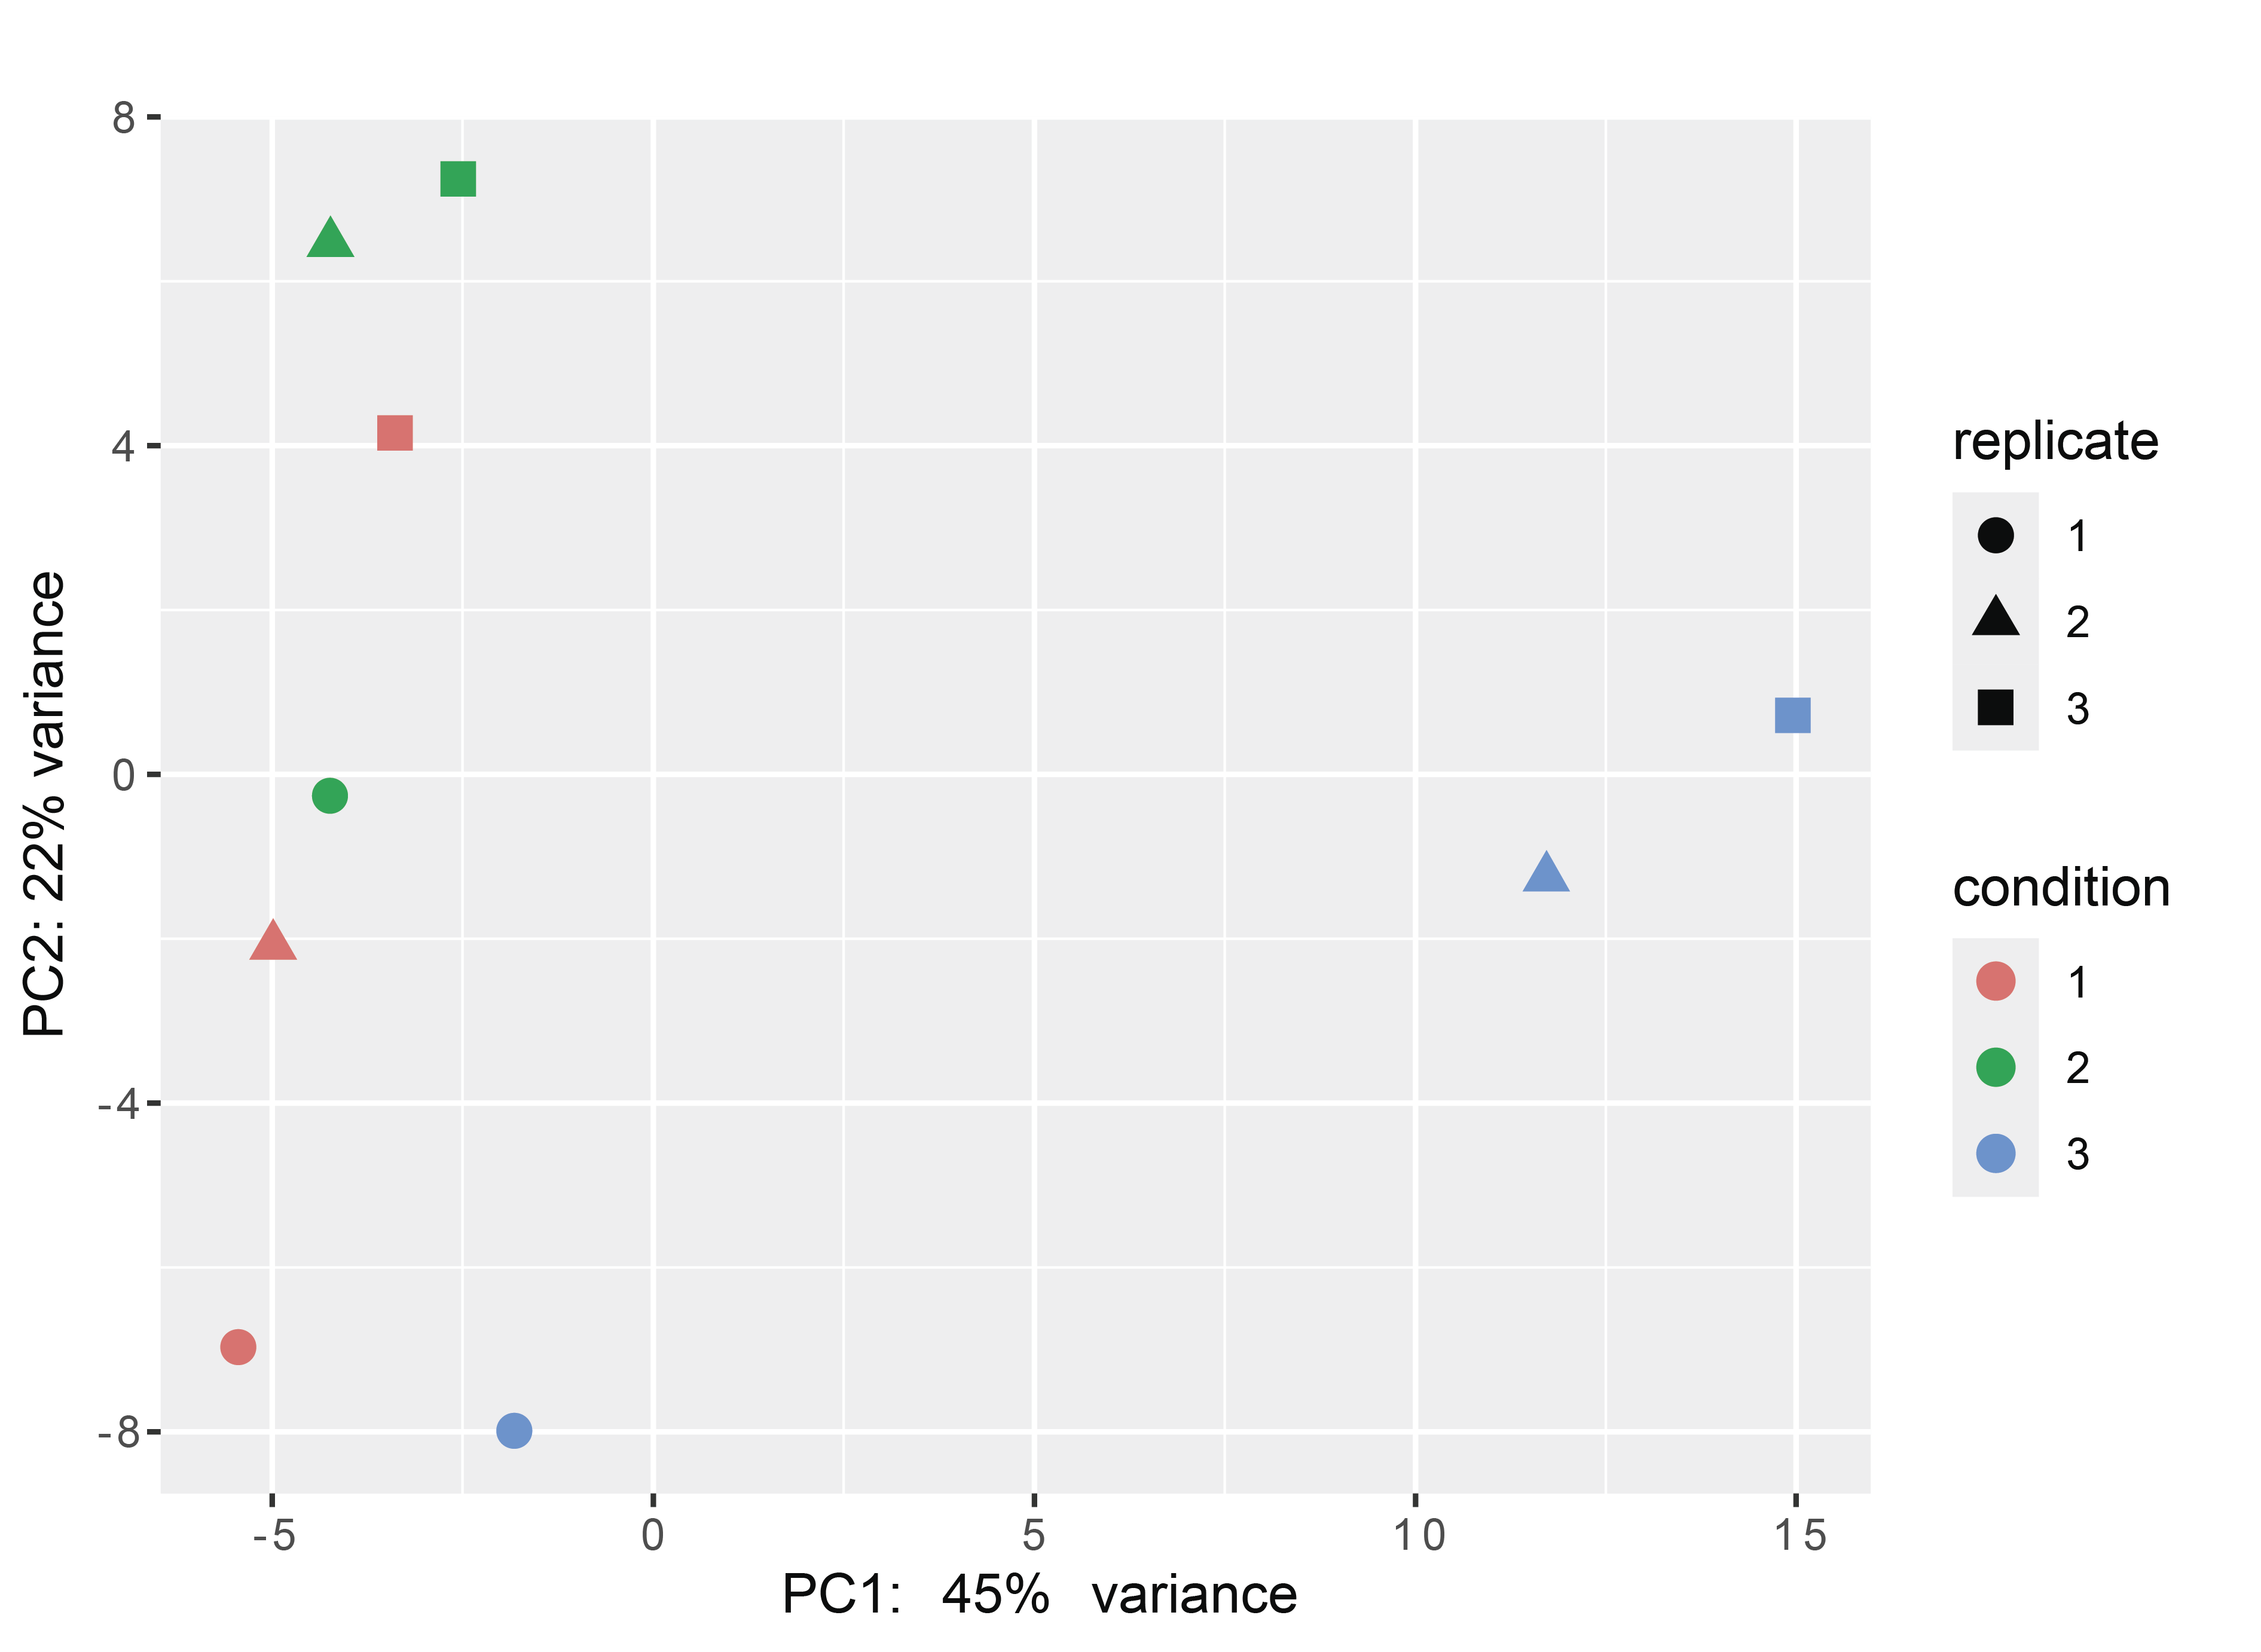 8
4
0
-4
-8
PC2: 22% variance
-5 0 5 10 15
PC1: 45% variance
replicate
1
2
3
condition
1
2
3